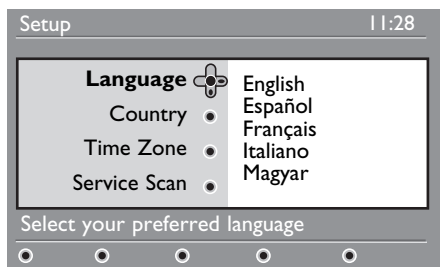 Setup 11:28
Language
Country
Time Zone
Service Scan
English
Español
Français
Italiano
Magyar
Select your preferred language